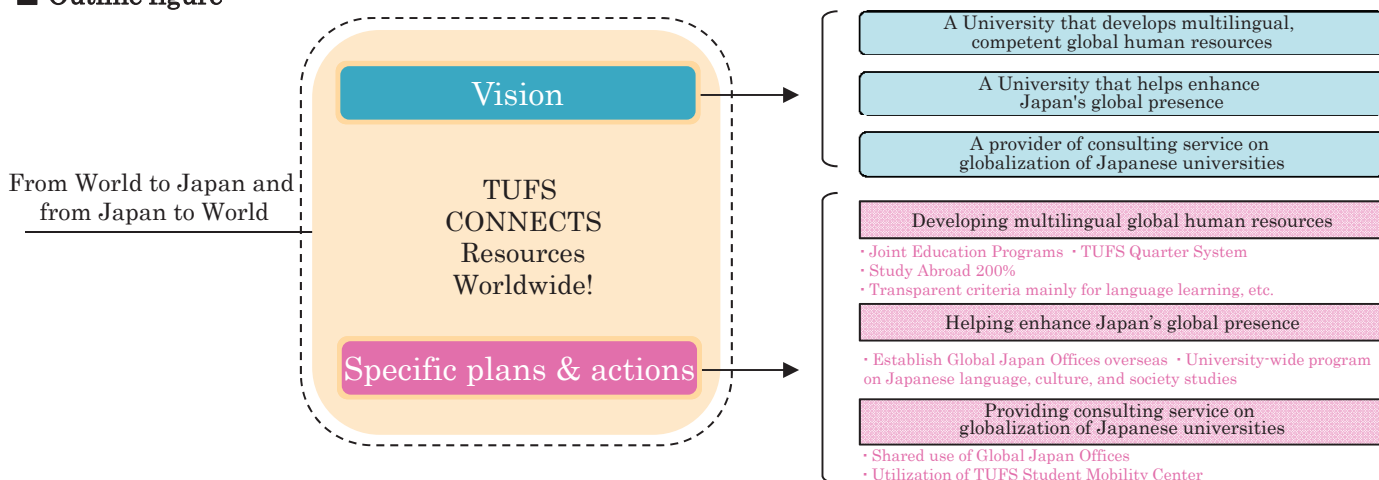 ■ Outline figure
From World to Japan and
from Japan to World
Vision
TUFS
CONNECTS
Resources
Worldwide!
Specific plans & actions
A University that develops multilingual,
competent global human resources
A University that helps enhance
Japan's global presence
A provider of consulting service on
globalization of Japanese universities
Developing multilingual global human resources
・Joint Education Programs ・TUFS Quarter System
・Study Abroad 200%
・Transparent criteria mainly for language learning, etc.
Helping enhance Japan’s global presence
・Establish Global Japan Offices overseas ・University-wide program
on Japanese language, culture, and society studies
Providing consulting service on
globalization of Japanese universities
・Shared use of Global Japan Offices
・Utilization of TUFS Student Mobility Center